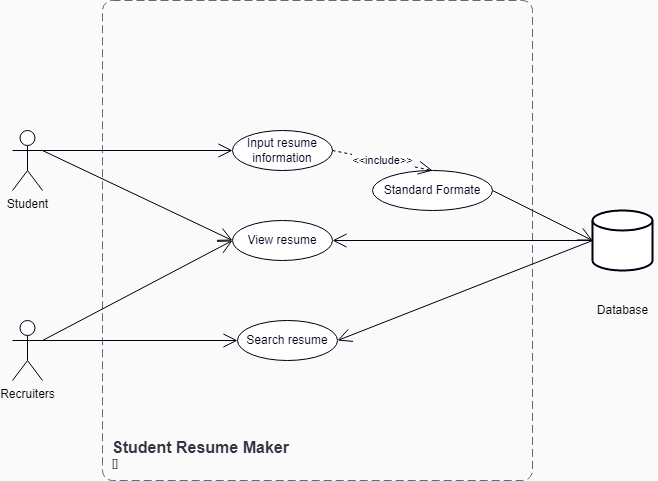 Input resume
information
<<include>>
Standard Formate
Student
View resume
Database
Search resume
Recruiters
Student Resume Maker
[]